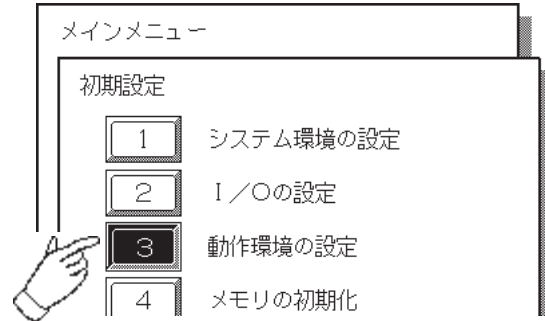 メインメニュー
初期設定
1 システム環境の設定
2 I/Oの設定
3 動作環境の設定
4 メモリの初期化